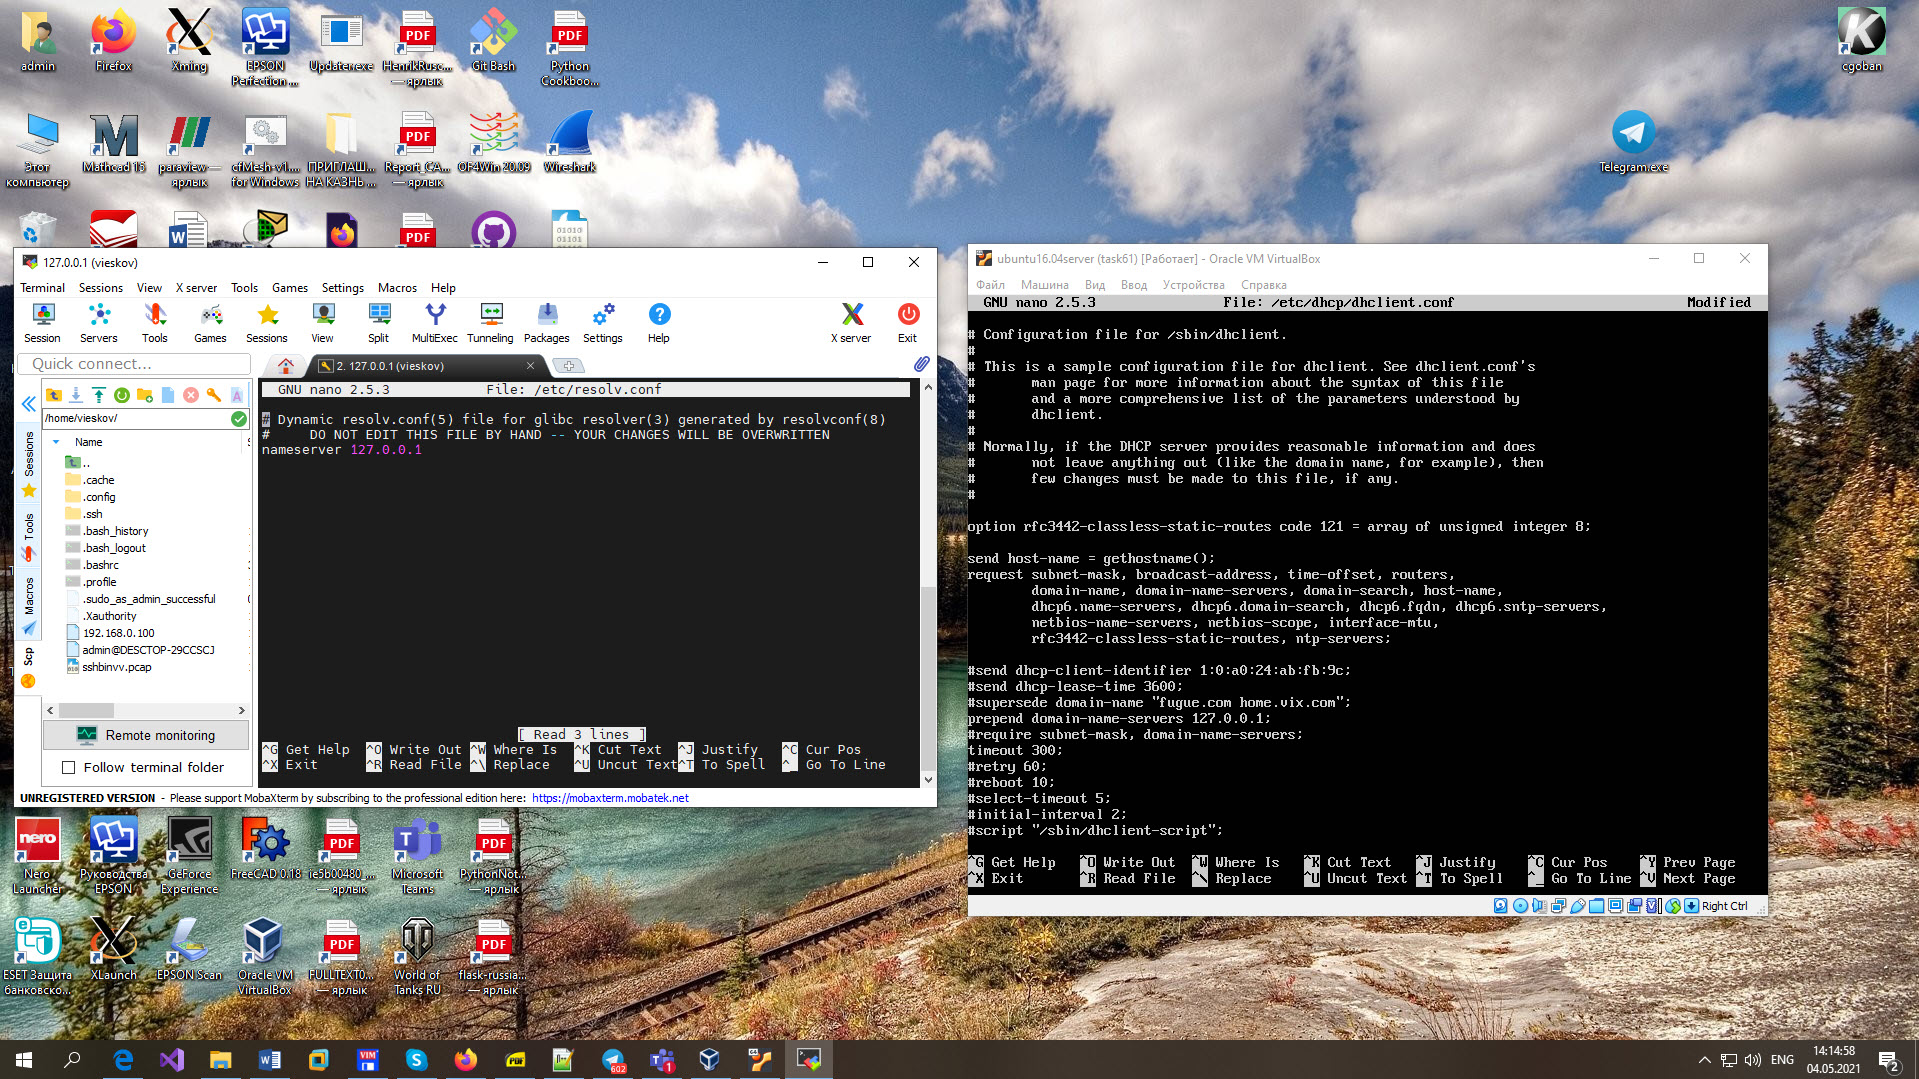 admin
Firefox
Xming
EPSON
Perfection ...
Updater.exe
HenrikRusc...
— ярлык
Git Bash
Python
Cookboo...
cgoban
Этот
компьютер
Mathcad 15
paraview—
ярлык
cfMesh-v1....
for Windows
ПРИГЛАШ...
НА КАЗНЬ ...
Report_CA...
— ярлык
OF4Win 20.09
Wireshark
Telegram.exe
127.0.0.1 (vieskov)
Terminal Sessions View X server Tools Games Settings Macros Help
Session Servers Tools Games Sessions View Split MultiExec Tunneling Packages Settings Help X server Exit
Quick connect...
2. 127.0.0.1 (vieskov)
/home/vieskov/
Name
..
.cache
.config
.ssh
.bash_history
.bash_logout
.bashrc
.profile
.sudo_as_admin_successful
.Xauthority
192.168.0.100
admin@DESCTOP-29CCSCJ
sshbinvv.pcap
Sessions
Tools
Macros
Scp
Remote monitoring
Follow terminal folder
GNU nano 2.5.3 File: /etc/resolv.conf
# Dynamic resolv.conf(5) file for glibc resolver(3) generated by resolvconf(8)
# DO NOT EDIT THIS FILE BY HAND -- YOUR CHANGES WILL BE OVERWRITTEN
nameserver 127.0.0.1
[ Read 3 lines ]
^G Get Help ^O Write Out ^W Where Is ^K Cut Text ^J Justify ^C Cur Pos
^X Exit ^R Read File ^\ Replace ^U Uncut Text ^T To Spell ^_ Go To Line
UNREGISTERED VERSION - Please support MobaXterm by subscribing to the professional edition here: https://mobaxterm.mobatek.net
ubuntu16.04server (task61) [Работает] - Oracle VM VirtualBox
Файл Машина Вид Ввод Устройства Справка
GNU nano 2.5.3 File: /etc/dhcp/dhclient.conf Modified
# Configuration file for /sbin/dhclient.
#
# This is a sample configuration file for dhclient. See dhclient.conf's
# man page for more information about the syntax of this file
# and a more comprehensive list of the parameters understood by
# dhclient.
#
# Normally, if the DHCP server provides reasonable information and does
# not leave anything out (like the domain name, for example), then
# few changes must be made to this file, if any.
#
option rfc3442-classless-static-routes code 121 = array of unsigned integer 8;
send host-name = gethostname();
request subnet-mask, broadcast-address, time-offset, routers,
domain-name, domain-name-servers, domain-search, host-name,
dhcp6.name-servers, dhcp6.domain-search, dhcp6.fqdn, dhcp6.sntp-servers,
netbios-name-servers, netbios-scope, interface-mtu,
rfc3442-classless-static-routes, ntp-servers;
#send dhcp-client-identifier 1:0:a0:24:ab:fb:9c;
#send dhcp-lease-time 3600;
#supersede domain-name "fugue.com home.vix.com";
prepend domain-name-servers 127.0.0.1;
#require subnet-mask, domain-name-servers;
timeout 300;
#retry 60;
#reboot 10;
#select-timeout 5;
#initial-interval 2;
#script "/sbin/dhclient-script";
^G Get Help ^O Write Out ^W Where Is ^K Cut Text ^J Justify ^C Cur Pos ^Y Prev Page
^X Exit ^R Read File ^\ Replace ^U Uncut Text ^T To Spell ^_ Go To Line ^V Next Page
Right Ctrl
Nero
Launcher
Руководства
EPSON
GeForce
Experience
FreeCAD 0.18
ie5b00480_...
— ярлык
Microsoft
Teams
PythonNot...
— ярлык
ESET Защита
банковско...
XLaunch
EPSON Scan
Oracle VM
VirtualBox
FULLTEXT0...
— ярлык
World of
Tanks RU
flask-russia...
— ярлык
ENG
14:14:58
04.05.2021